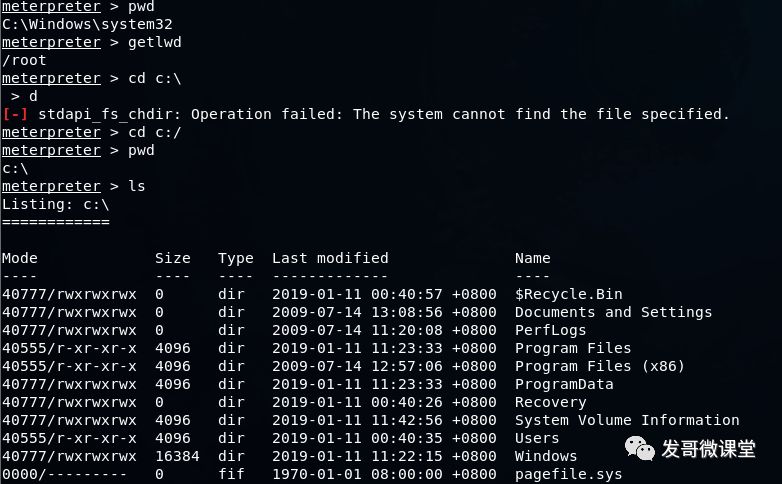 meterpreter > pwd
C:\Windows\system32
meterpreter > getlwd
/root
meterpreter > cd c:\
 > d
[-] stdapi_fs_chdir: Operation failed: The system cannot find the file specified.
meterpreter > cd c:/
meterpreter > pwd
c:\
meterpreter > ls
Listing: c:\
============
Mode Size Type Last modified Name
---- ---- ---- ------------- ----
40777/rwxrwxrwx 0 dir 2019-01-11 00:40:57 +0800 $Recycle.Bin
40777/rwxrwxrwx 0 dir 2009-07-14 13:08:56 +0800 Documents and Settings
40777/rwxrwxrwx 0 dir 2009-07-14 11:20:08 +0800 PerfLogs
40555/r-xr-xr-x 4096 dir 2019-01-11 11:23:33 +0800 Program Files
40555/r-xr-xr-x 4096 dir 2009-07-14 12:57:06 +0800 Program Files (x86)
40777/rwxrwxrwx 4096 dir 2019-01-11 11:23:33 +0800 ProgramData
40777/rwxrwxrwx 0 dir 2019-01-11 00:40:26 +0800 Recovery
40777/rwxrwxrwx 4096 dir 2019-01-11 11:42:56 +0800 System Volume Information
40555/r-xr-xr-x 4096 dir 2019-01-11 00:40:35 +0800 Users
40777/rwxrwxrwx 16384 dir 2019-01-11 11:22:15 +0800 Windows
0000/--------- 0 fif 1970-01-01 08:00:00 +0800 pagefile.sys
发哥微课堂